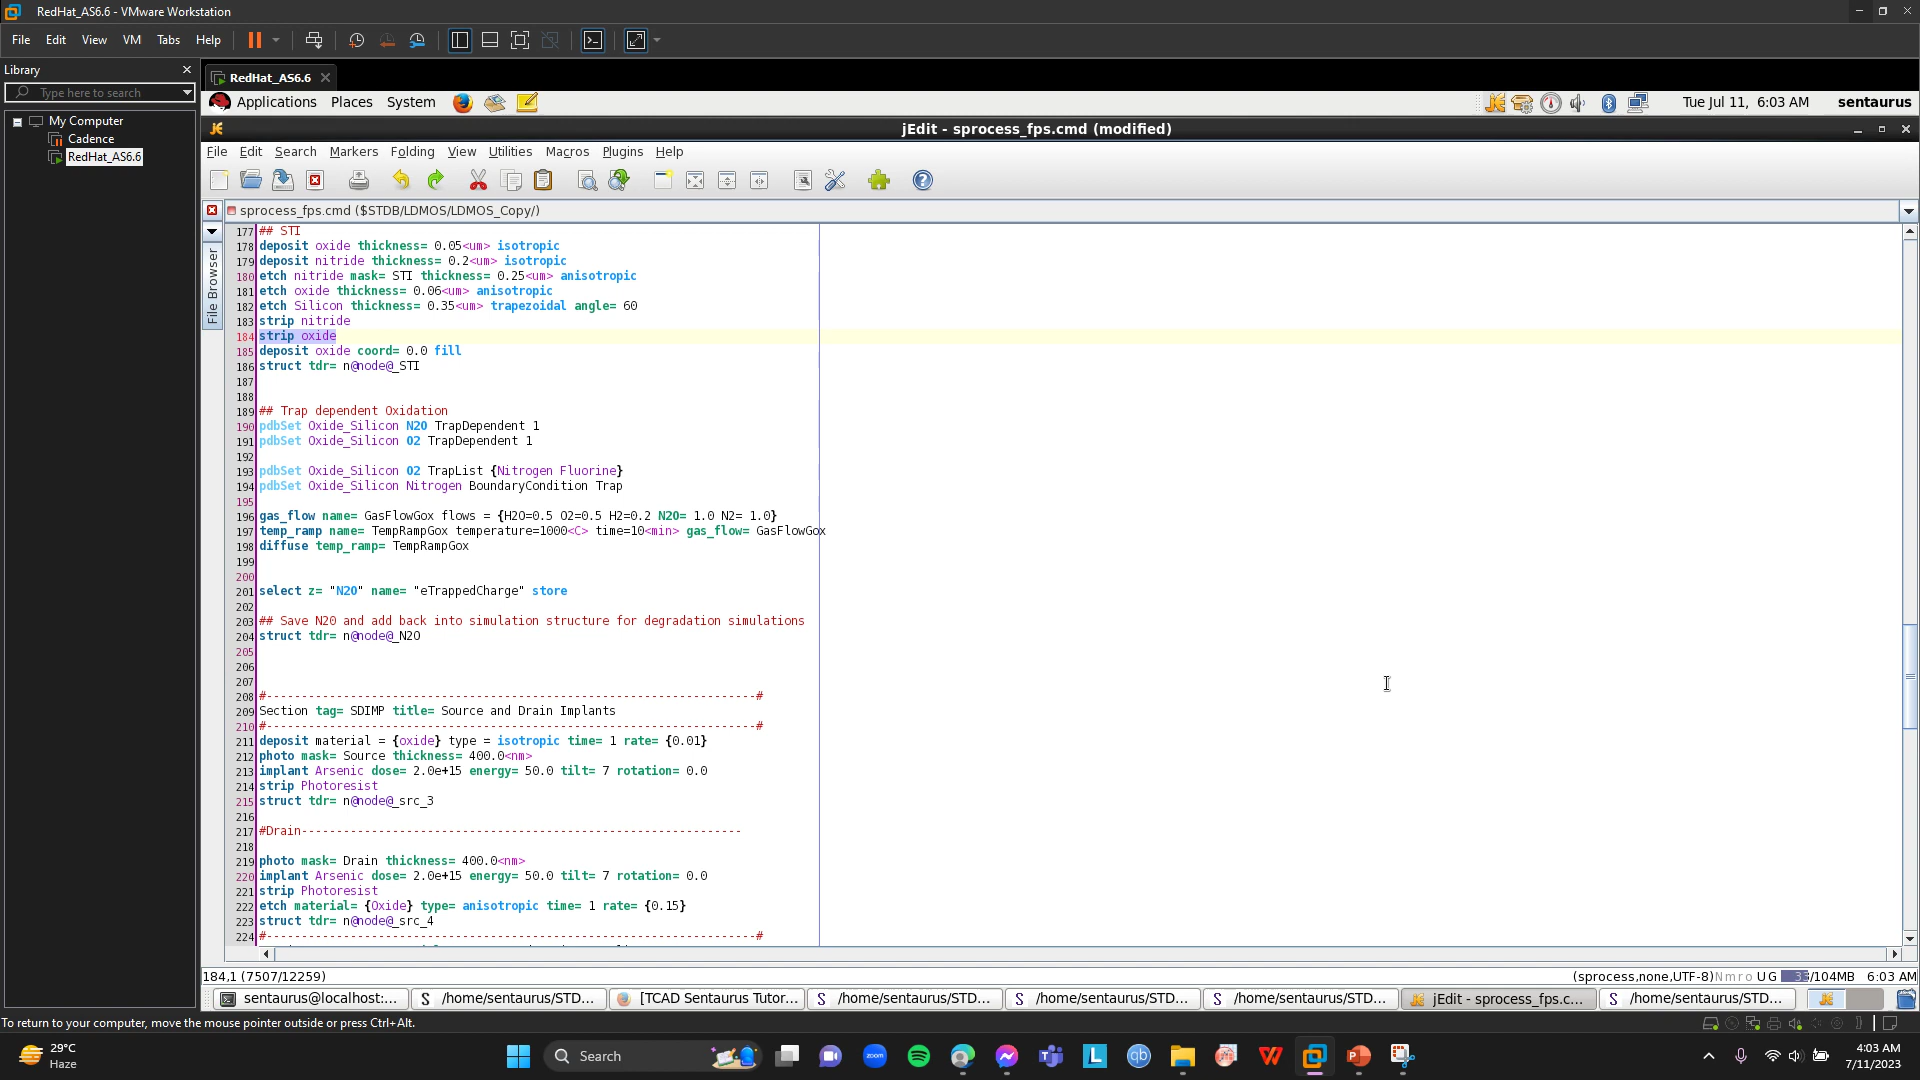 RedHat_AS6.6 - VMware Workstation
File Edit View VM Tabs Help
Library
Type here to search
My Computer
Cadence
RedHat_AS6.6
RedHat_AS6.6
Applications Places System
Tue Jul 11, 6:03 AM sentaurus
jEdit - sprocess_fps.cmd (modified)
File Edit Search Markers Folding View Utilities Macros Plugins Help
sprocess_fps.cmd ($STDB/LDMOS/LDMOS_Copy/)
File Browser
177 ## STI
178 deposit oxide thickness= 0.05<um> isotropic
179 deposit nitride thickness= 0.2<um> isotropic
180 etch nitride mask= STI thickness= 0.25<um> anisotropic
181 etch oxide thickness= 0.06<um> anisotropic
182 etch Silicon thickness= 0.35<um> trapezoidal angle= 60
183 strip nitride
184 strip oxide
185 deposit oxide coord= 0.0 fill
186 struct tdr= n@node@_STI
187
188
189 ## Trap dependent Oxidation
190 pdbSet Oxide_Silicon N2O TrapDependent 1
191 pdbSet Oxide_Silicon O2 TrapDependent 1
192
193 pdbSet Oxide_Silicon O2 TrapList {Nitrogen Fluorine}
194 pdbSet Oxide_Silicon Nitrogen BoundaryCondition Trap
195
196 gas_flow name= GasFlowGox flows = {H2O=0.5 O2=0.5 H2=0.2 N2O= 1.0 N2= 1.0}
197 temp_ramp name= TempRampGox temperature=1000<C> time=10<min> gas_flow= GasFlowGox
198 diffuse temp_ramp= TempRampGox
199
200
201 select z= "N2O" name= "eTrappedCharge" store
202
203 ## Save N2O and add back into simulation structure for degradation simulations
204 struct tdr= n@node@_N2O
205
206
207
208 #----------------------------------------------------------------------#
209 Section tag= SDIMP title= Source and Drain Implants
210 #----------------------------------------------------------------------#
211 deposit material = {oxide} type = isotropic time= 1 rate= {0.01}
212 photo mask= Source thickness= 400.0<nm>
213 implant Arsenic dose= 2.0e+15 energy= 50.0 tilt= 7 rotation= 0.0
214 strip Photoresist
215 struct tdr= n@node@_src_3
216
217 #Drain---------------------------------------------------------------
218
219 photo mask= Drain thickness= 400.0<nm>
220 implant Arsenic dose= 2.0e+15 energy= 50.0 tilt= 7 rotation= 0.0
221 strip Photoresist
222 etch material= {Oxide} type= anisotropic time= 1 rate= {0.15}
223 struct tdr= n@node@_src_4
224 #----------------------------------------------------------------------#
184,1 (7507/12259) (sprocess,none,UTF-8)Nmro UG 33/104MB 6:03 AM
sentaurus@localhost:... /home/sentaurus/STD... [TCAD Sentaurus Tutor... /home/sentaurus/STD... /home/sentaurus/STD... /home/sentaurus/STD... jEdit - sprocess_fps.c... /home/sentaurus/STD...
To return to your computer, move the mouse pointer outside or press Ctrl+Alt.
29°C
Haze
Search
zoom
4:03 AM
7/11/2023